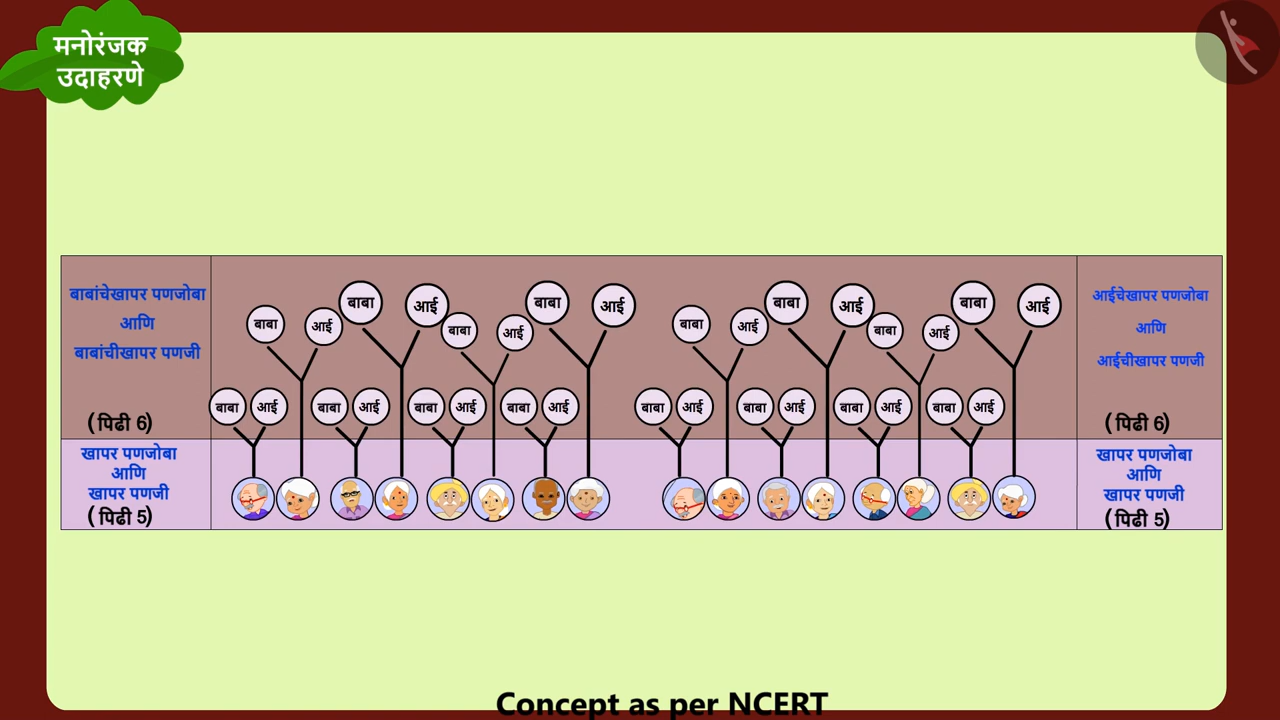 मनोरंजक
उदाहरणे
बाबांचेखापर पणजोबा
आणि
बाबांचीखापर पणजी
(पिढी 6)
खापर पणजोबा
आणि
खापर पणजी
(पिढी 5)
बाबा आई बाबा आई बाबा आई बाबा आई
बाबा आई बाबा आई बाबा आई बाबा आई
बाबा आई बाबा आई बाबा आई बाबा आई
बाबा आई बाबा आई बाबा आई बाबा आई
आईचेखापर पणजोबा
आणि
आईचीखापर पणजी
(पिढी 6)
खापर पणजोबा
आणि
खापर पणजी
(पिढी 5)
Concept as per NCERT